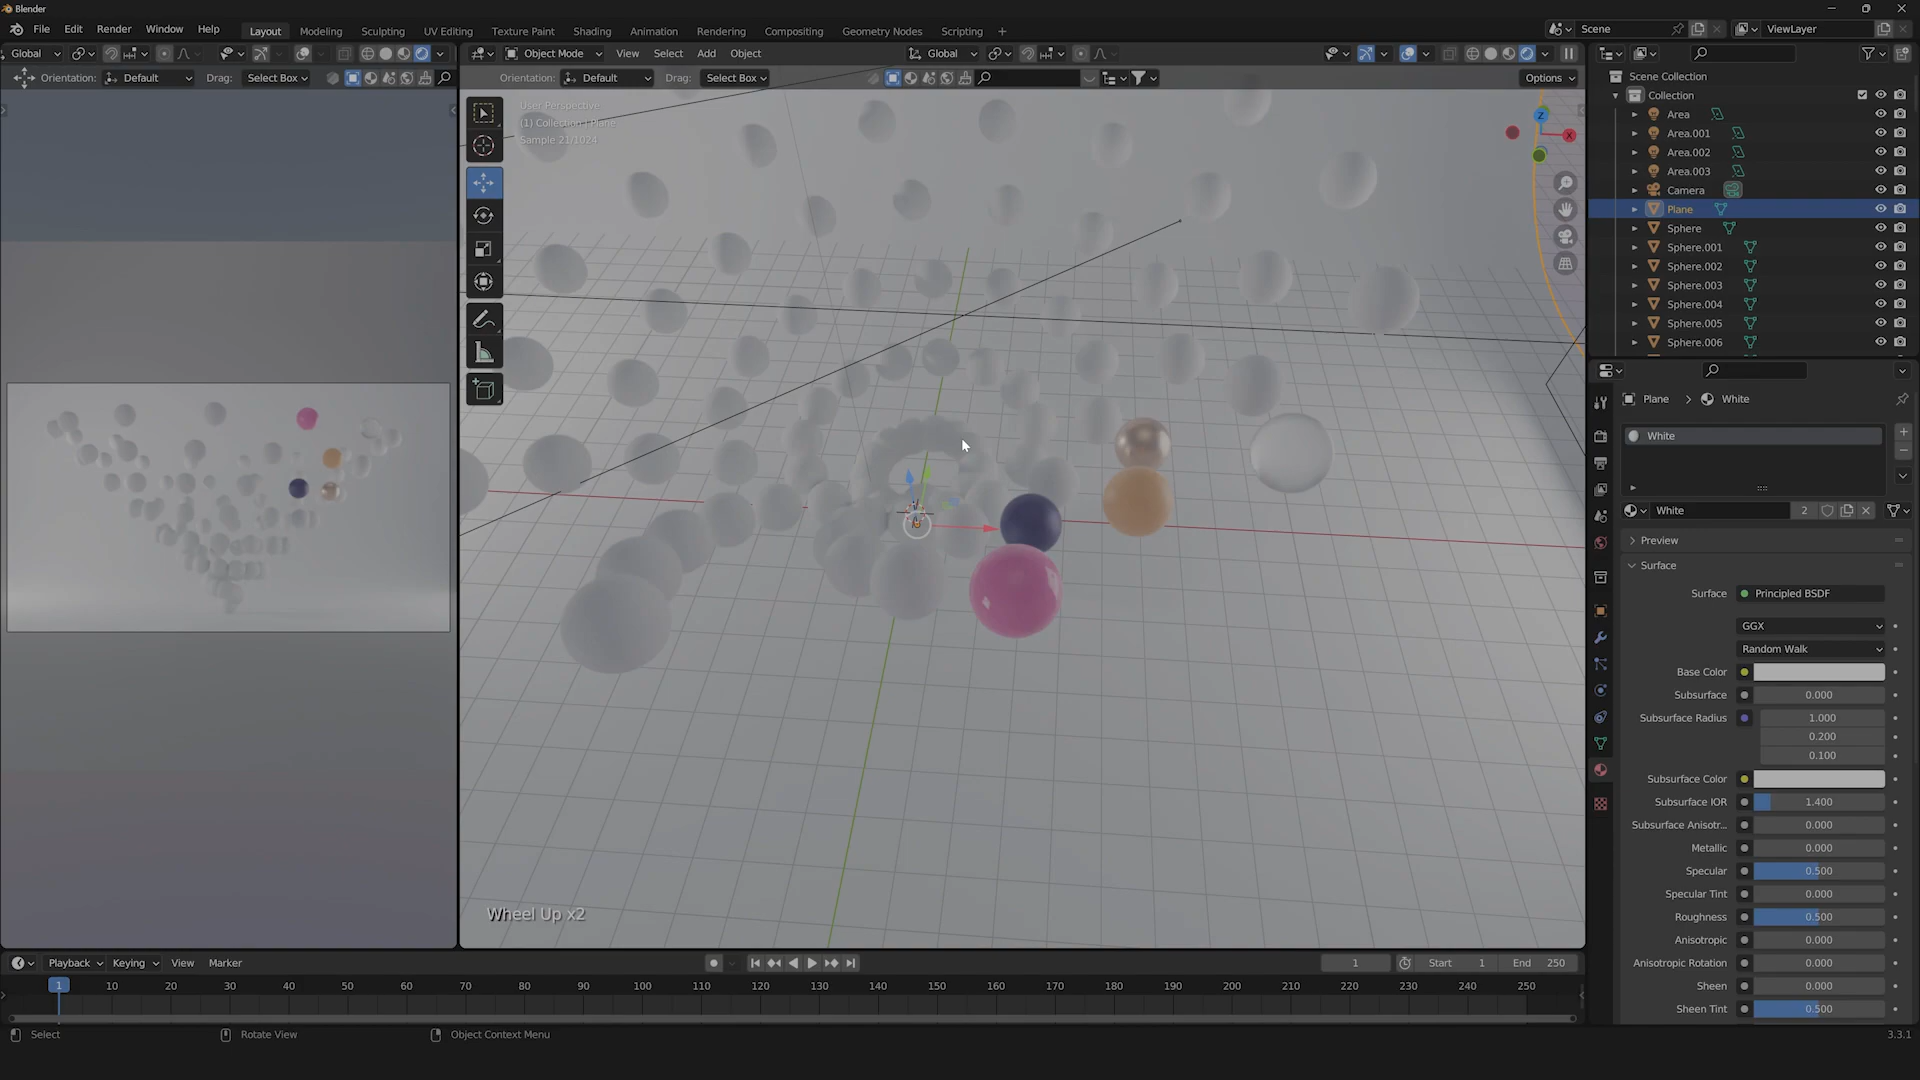 Blender
File Edit Render Window Help Layout Modeling Sculpting UV Editing Texture Paint Shading Animation Rendering Compositing Geometry Nodes Scripting + Scene ViewLayer
Global Object Mode View Select Add Object Global
Orientation: Default Drag: Select Box Orientation: Default Drag: Select Box Options
User Perspective
(1) Collection | Plane
Sample 21/1024
Z
X
Wheel Up x2
Scene Collection
Collection
Area
Area.001
Area.002
Area.003
Camera
Plane
Sphere
Sphere.001
Sphere.002
Sphere.003
Sphere.004
Sphere.005
Sphere.006
Plane White
White
White 2
Preview
Surface
Surface Principled BSDF
GGX
Random Walk
Base Color
Subsurface 0.000
Subsurface Radius 1.000
0.200
0.100
Subsurface Color
Subsurface IOR 1.400
Subsurface Anisotr... 0.000
Metallic 0.000
Specular 0.500
Specular Tint 0.000
Roughness 0.500
Anisotropic 0.000
Anisotropic Rotation 0.000
Sheen 0.000
Sheen Tint 0.500
Playback Keying View Marker 1 Start 1 End 250
1 10 20 30 40 50 60 70 80 90 100 110 120 130 140 150 160 170 180 190 200 210 220 230 240 250
Select Rotate View Object Context Menu 3.3.1